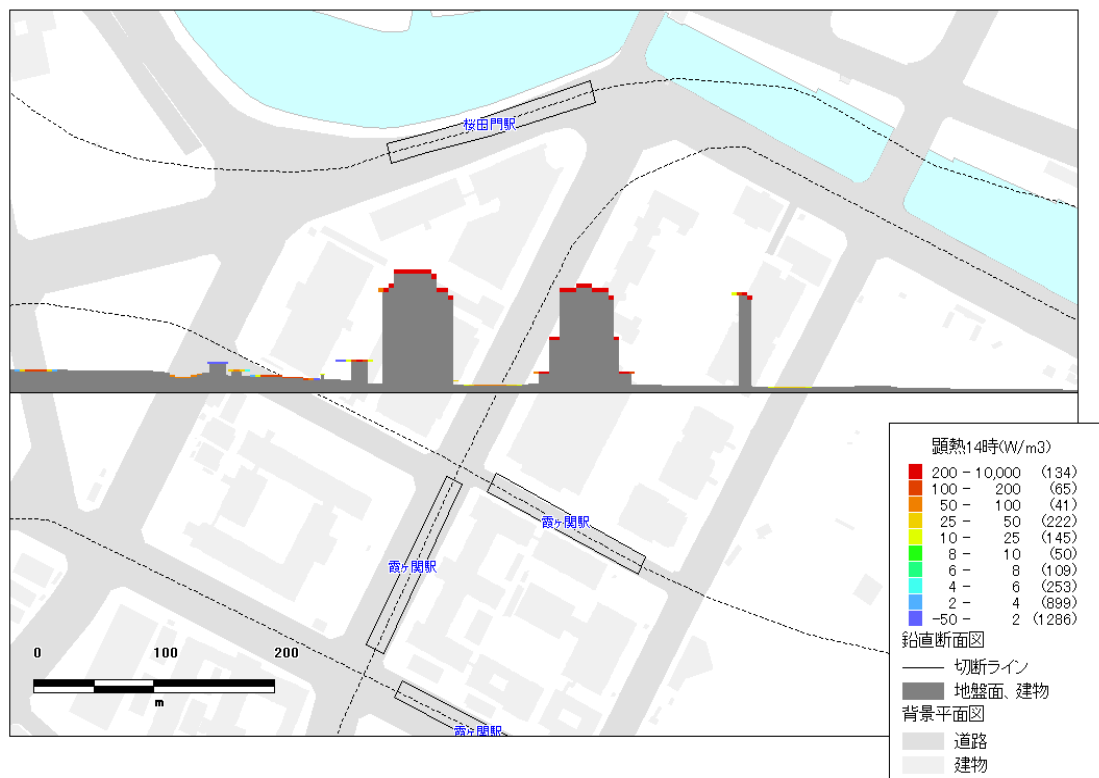 桜田門駅
霞ヶ関駅
霞ヶ関駅
霞ヶ関駅
0 100 200
m
顕熱14時(W/m3)
200 - 10,000 (134)
100 - 200 (65)
50 - 100 (41)
25 - 50 (222)
10 - 25 (145)
8 - 10 (50)
6 - 8 (109)
4 - 6 (253)
2 - 4 (899)
-50 - 2 (1286)
鉛直断面図
切断ライン
地盤面、建物
背景平面図
道路
建物